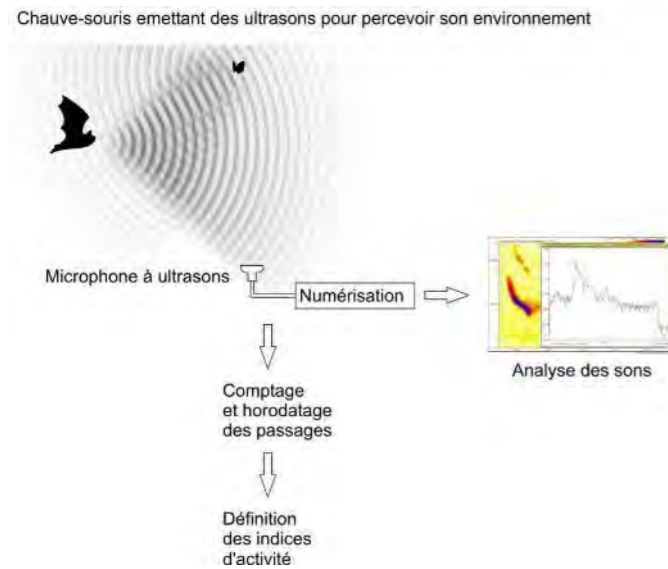 Chauve-souris emettant des ultrasons pour percevoir son environnement
Microphone à ultrasons
Numérisation
Analyse des sons
Comptage
et horodatage
des passages
Définition
des indices
d'activité